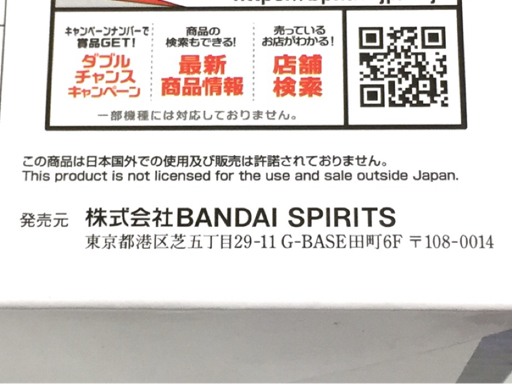 キャンペーンナンバーで
賞品GET!
ダブル
チャンス
キャンペーン
商品の
検索もできる!
最新
商品情報
売っている
お店がわかる!
店舗
検索
一部機種には対応しておりません。
この商品は日本国外での使用及び販売は許諾されておりません。
This product is not licensed for the use and sale outside Japan.
発売元 株式会社BANDAI SPIRITS
東京都港区芝五丁目29-11 G-BASE田町6F 〒108-0014